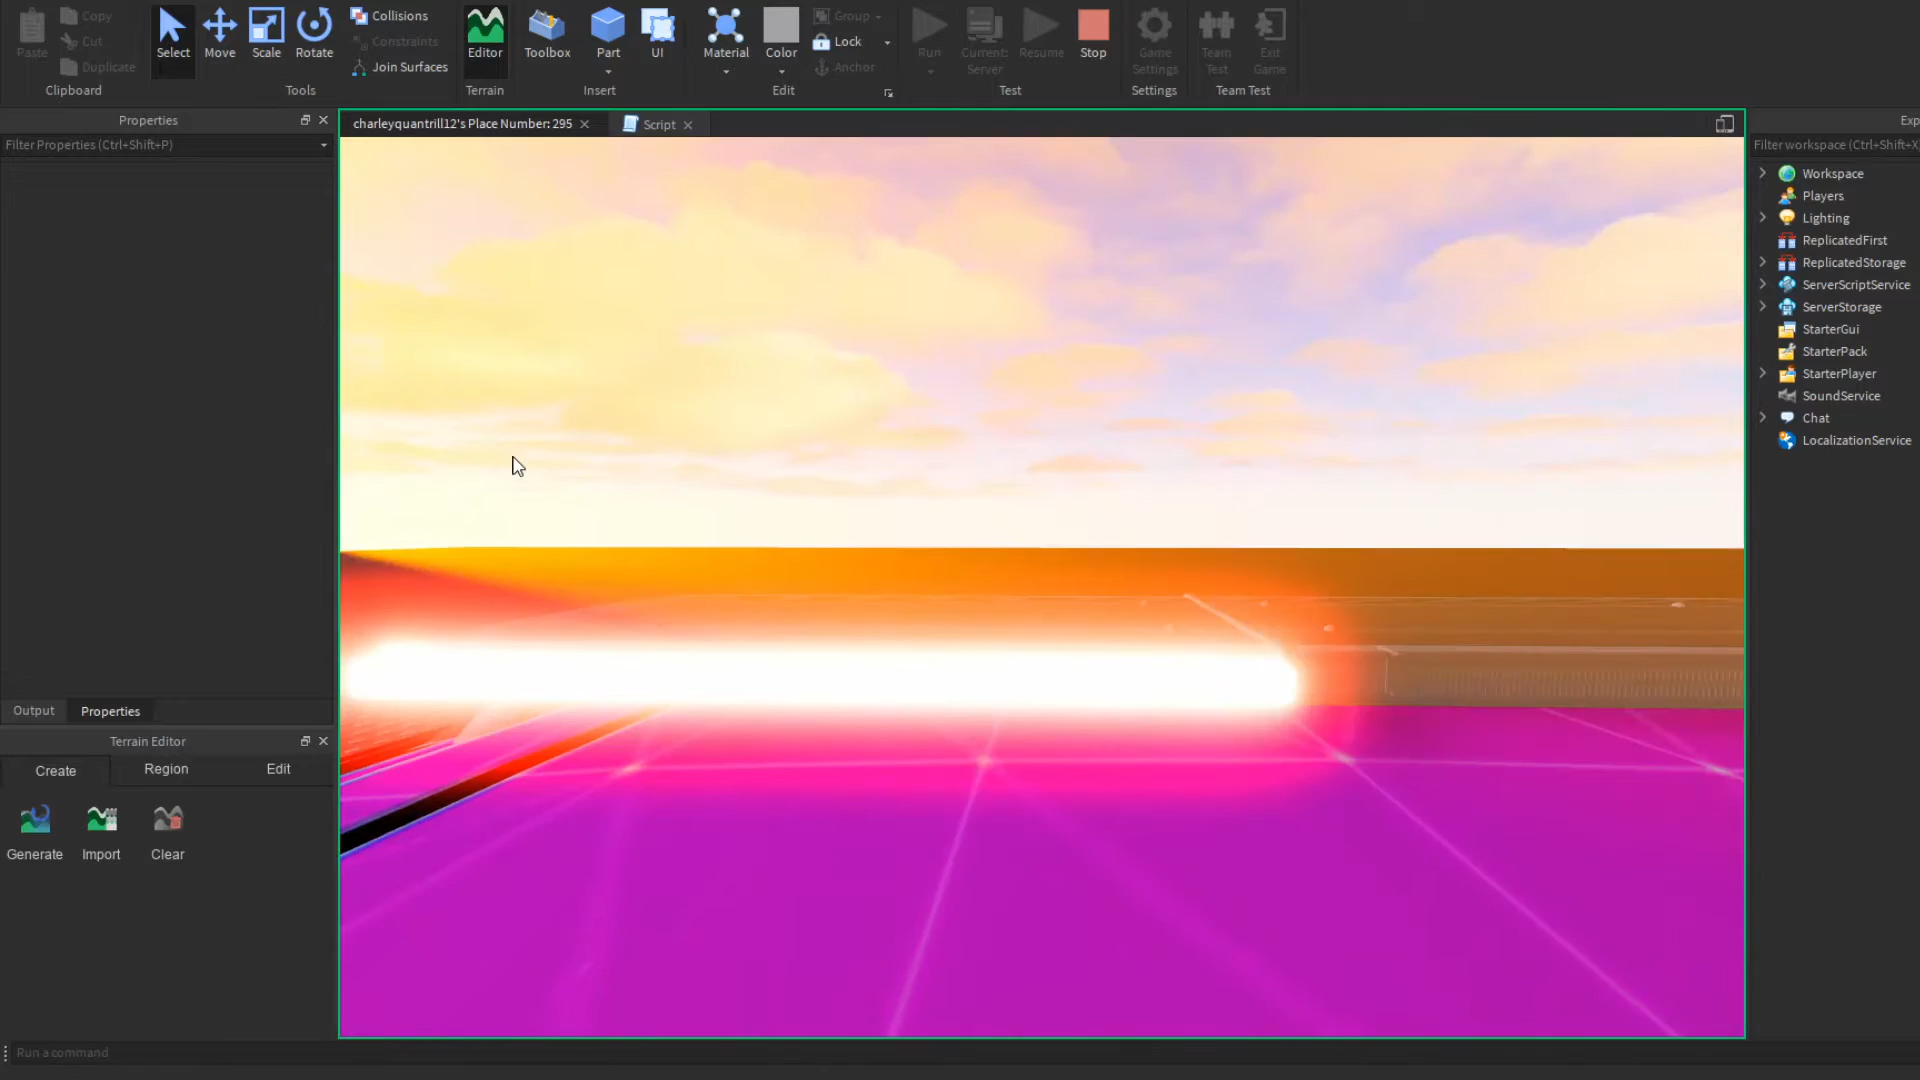 Paste
Copy
Cut
Duplicate
Clipboard
Select
Move
Scale
Rotate
Collisions
Constraints
Join Surfaces
Tools
Editor
Terrain
Toolbox
Part
UI
Insert
Material
Color
Group
Lock
Anchor
Edit
Run
Current:
Server
Resume
Stop
Test
Game
Settings
Settings
Team
Test
Exit
Game
Team Test
Properties
charleyquantrill12's Place Number: 295
Script
Exp
Filter Properties (Ctrl+Shift+P)
Filter workspace (Ctrl+Shift+X)
Workspace
Players
Lighting
ReplicatedFirst
ReplicatedStorage
ServerScriptService
ServerStorage
StarterGui
StarterPack
StarterPlayer
SoundService
Chat
LocalizationService
Output
Properties
Terrain Editor
Create
Region
Edit
Generate
Import
Clear
Run a command